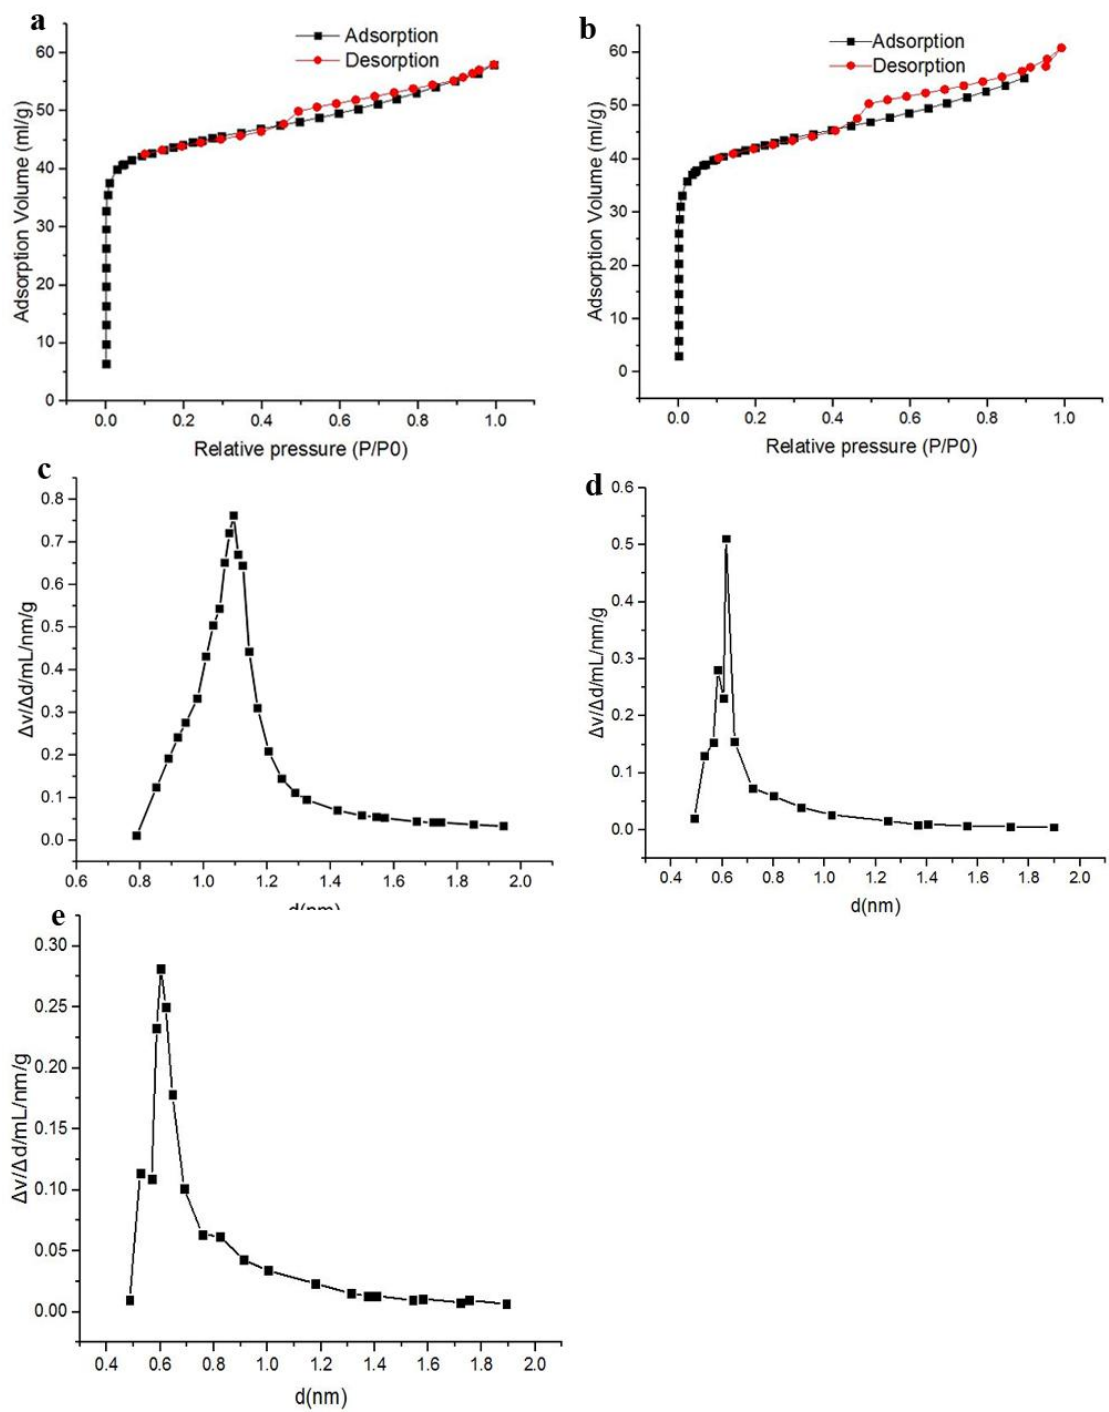 a
Adsorption
Desorption
60
50
40
30
20
10
0
Adsorption Volume (ml/g)
0.0 0.2 0.4 0.6 0.8 1.0
Relative pressure (P/P0)
b
Adsorption
Desorption
60
50
40
30
20
10
0
Adsorption Volume (ml/g)
0.0 0.2 0.4 0.6 0.8 1.0
Relative pressure (P/P0)
c
0.8
0.7
0.6
0.5
0.4
0.3
0.2
0.1
0.0
Δv/Δd/mL/nm/g
0.6 0.8 1.0 1.2 1.4 1.6 1.8 2.0
d(nm)
d
0.6
0.5
0.4
0.3
0.2
0.1
0.0
Δv/Δd/mL/nm/g
0.4 0.6 0.8 1.0 1.2 1.4 1.6 1.8 2.0
d(nm)
e
0.30
0.25
0.20
0.15
0.10
0.05
0.00
Δv/Δd/mL/nm/g
0.4 0.6 0.8 1.0 1.2 1.4 1.6 1.8 2.0
d(nm)